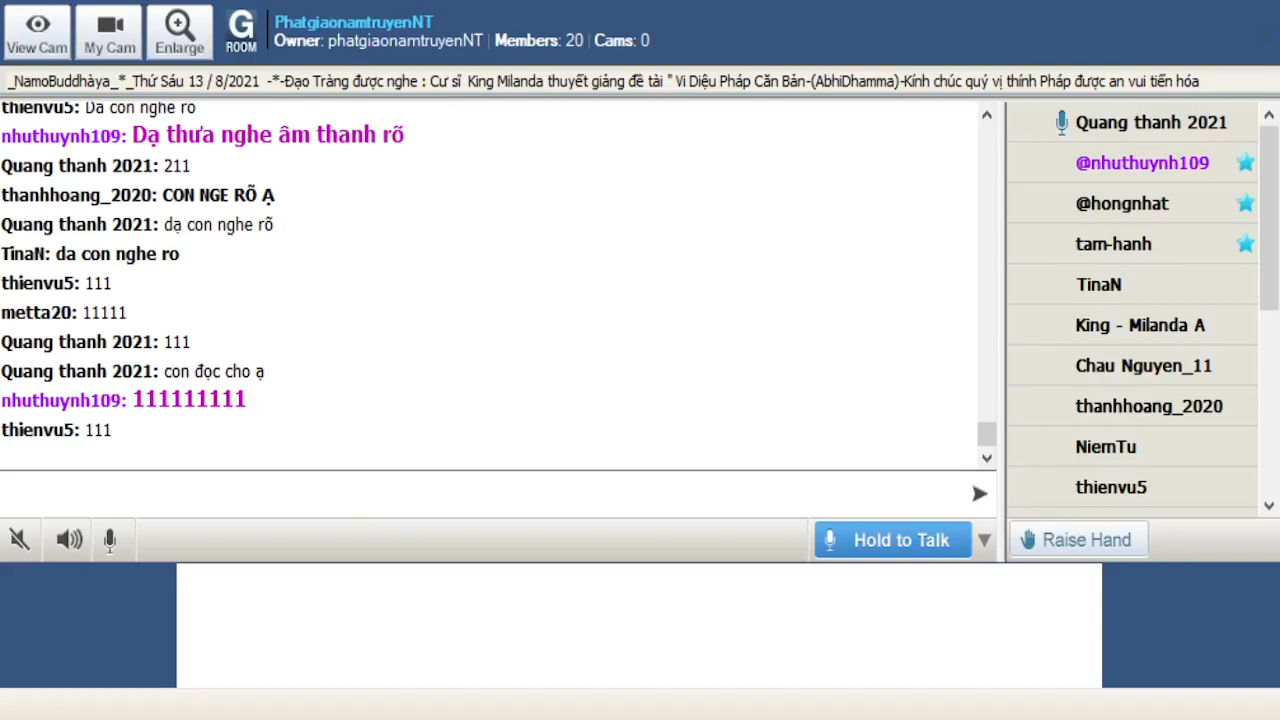 View Cam
My Cam
Enlarge
G
ROOM
PhatgiaonamtruyenNT
Owner: phatgiaonamtruyenNT | Members: 20 | Cams: 0
_NamoBuddhàya_*_Thứ Sáu 13 / 8/2021 -*-Đạo Tràng được nghe : Cư sĩ King Milanda thuyết giảng đề tài " Vi Diệu Pháp Căn Bản-(AbhiDhamma)-Kính chúc quý vị thính Pháp được an vui tiến hóa
thienvu5: Da con nghe ro
nhuthuynh109: Dạ thưa nghe âm thanh rõ
Quang thanh 2021: 211
thanhhoang_2020: CON NGE RÕ Ạ
Quang thanh 2021: dạ con nghe rõ
TinaN: da con nghe ro
thienvu5: 111
metta20: 11111
Quang thanh 2021: 111
Quang thanh 2021: con đọc cho ạ
nhuthuynh109: 111111111
thienvu5: 111
Quang thanh 2021
@nhuthuynh109
@hongnhat
tam-hanh
TinaN
King - Milanda A
Chau Nguyen_11
thanhhoang_2020
NiemTu
thienvu5
Hold to Talk
Raise Hand